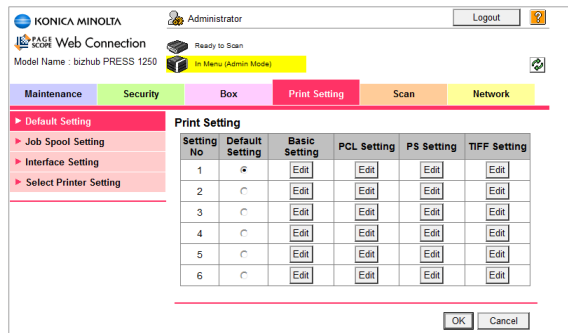 KONICA MINOLTA
Administrator
Logout
?
PAGE SCOPE Web Connection
Ready to Scan
Model Name : bizhub PRESS 1250
In Menu (Admin Mode)
Maintenance Security Box Print Setting Scan Network
Default Setting
Job Spool Setting
Interface Setting
Select Printer Setting
Print Setting
Setting No Default Setting Basic Setting PCL Setting PS Setting TIFF Setting
1 Edit Edit Edit Edit
2 Edit Edit Edit Edit
3 Edit Edit Edit Edit
4 Edit Edit Edit Edit
5 Edit Edit Edit Edit
6 Edit Edit Edit Edit
OK Cancel